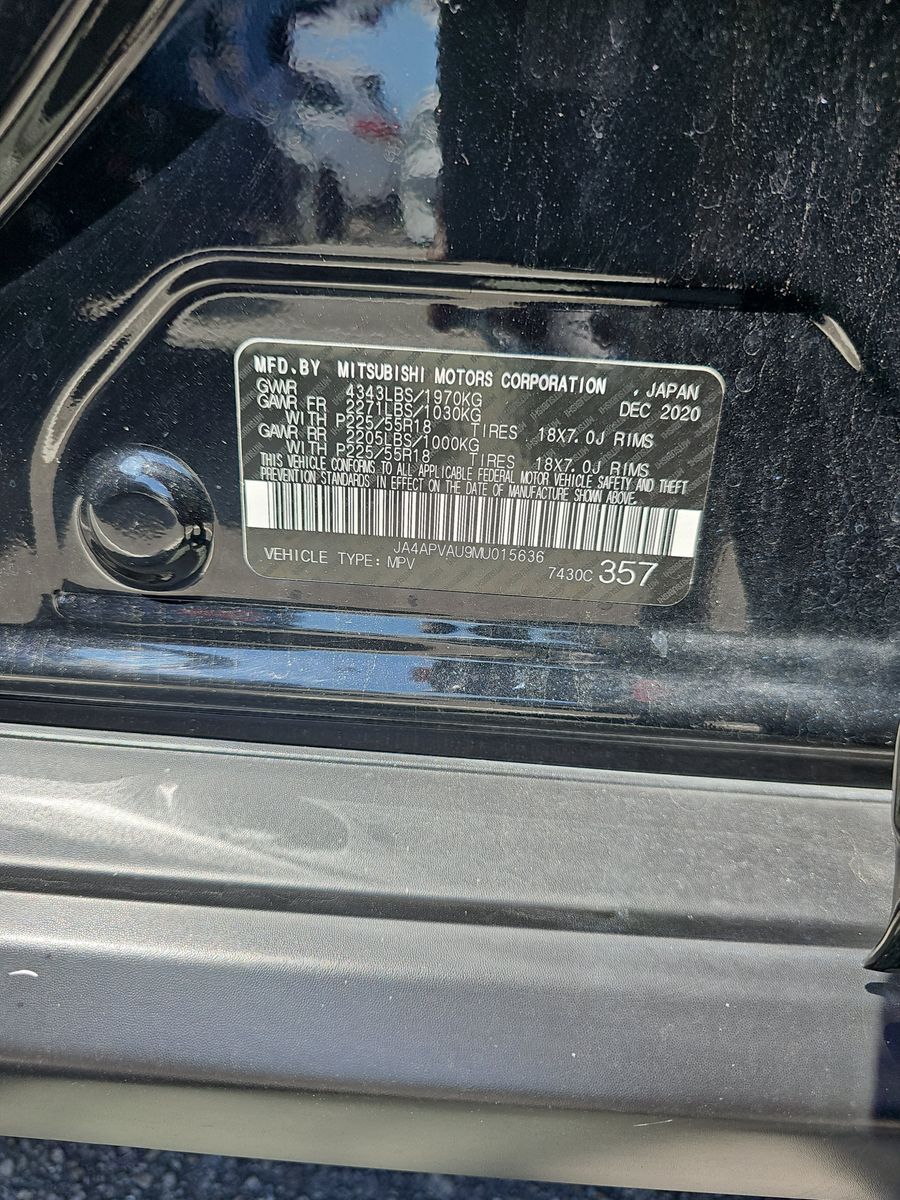 MFD.BY MITSUBISHI MOTORS CORPORATION , JAPAN
GVWR 4343LBS/1970KG DEC 2020
GAWR FR 2271LBS/1030KG
WITH P225/55R18 TIRES 18X7.0J RIMS
GAWR RR 2205LBS/1000KG
WITH P225/55R18 TIRES 18X7.0J RIMS
THIS VEHICLE CONFORMS TO ALL APPLICABLE FEDERAL MOTOR VEHICLE SAFETY AND THEFT
PREVENTION STANDARDS IN EFFECT ON THE DATE OF MANUFACTURE SHOWN ABOVE.
JA4APVAU9MU015636
VEHICLE TYPE: MPV 7430C 357